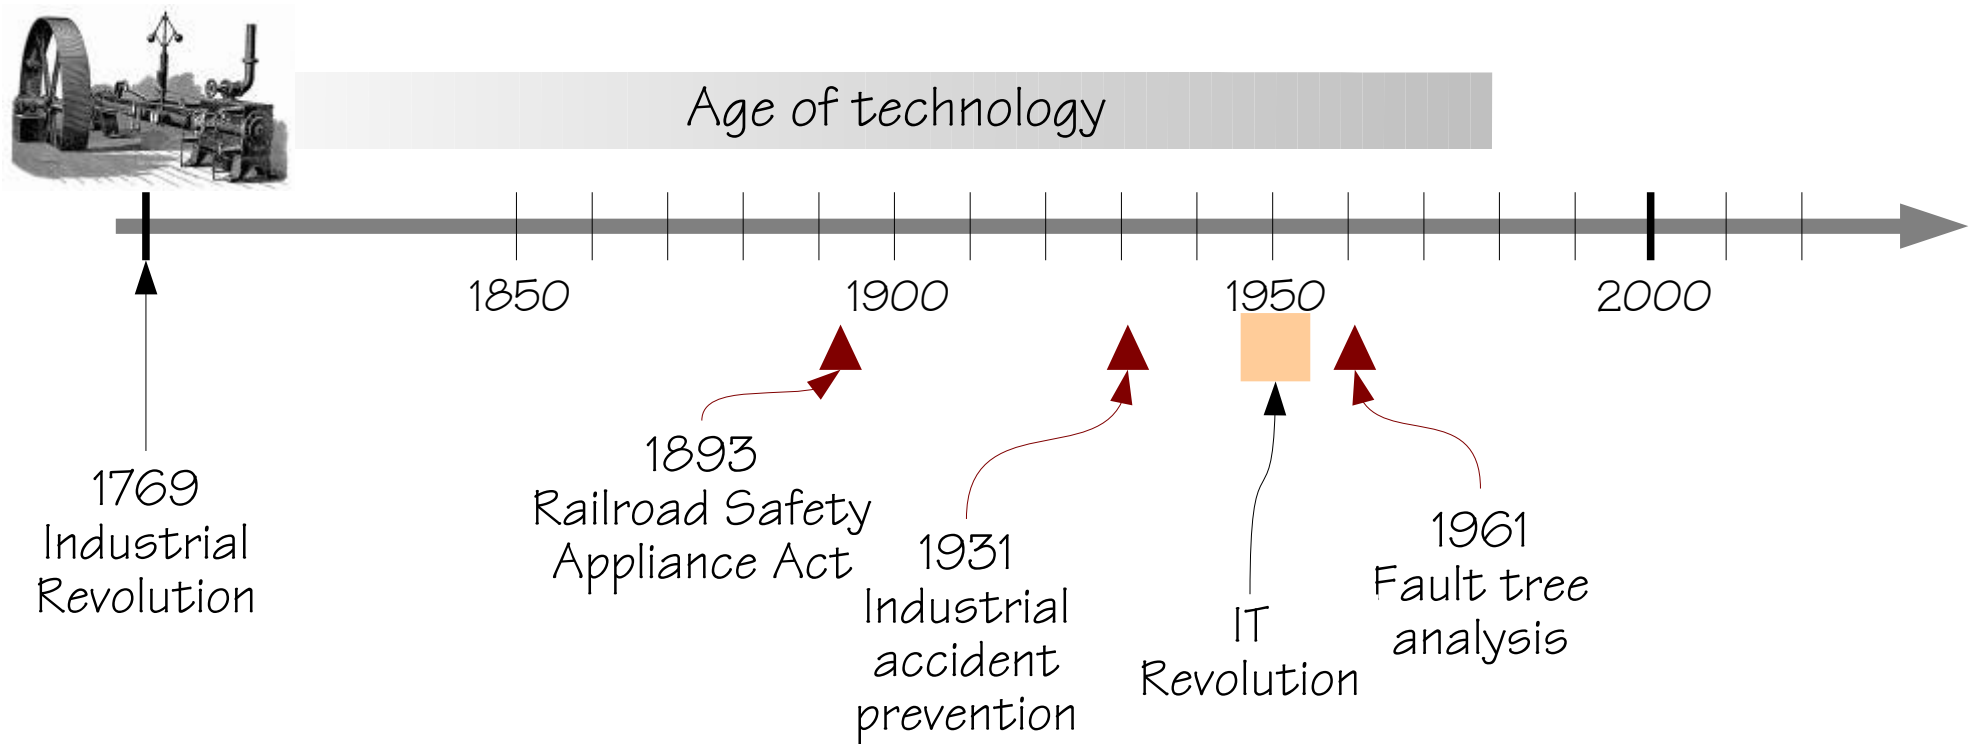 Age of technology
1850
1900
1950
2000
1769
Industrial
Revolution
1893
Railroad Safety
Appliance Act
1931
Industrial
accident
prevention
IT
Revolution
1961
Fault tree
analysis